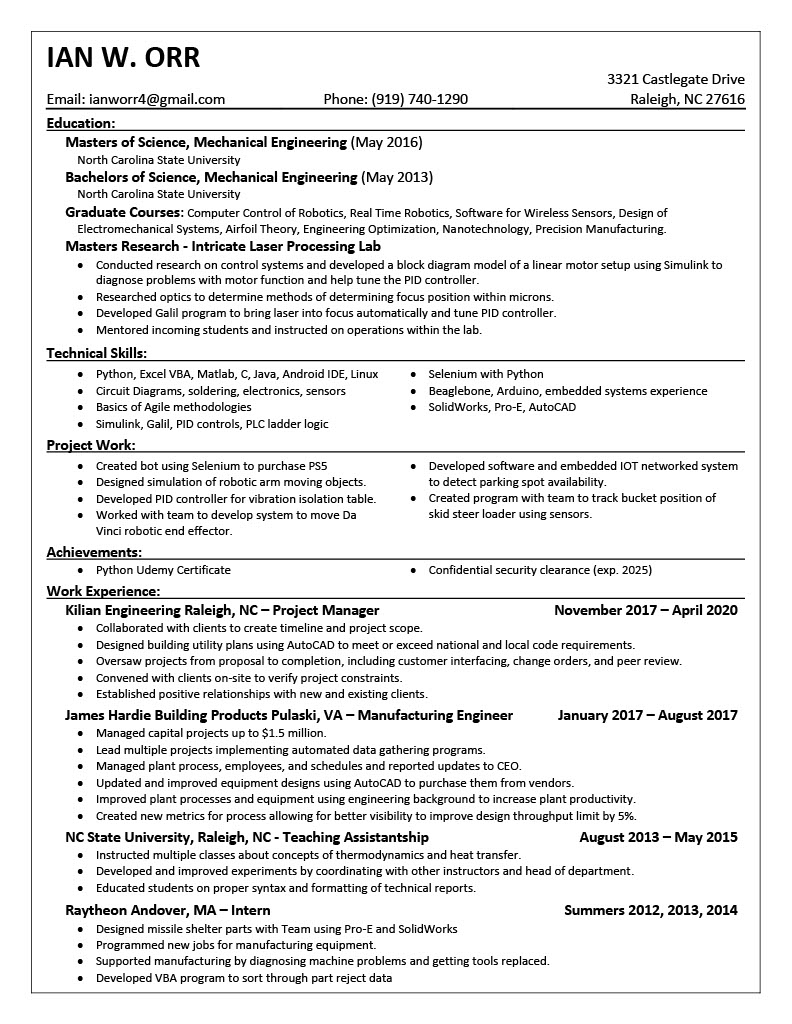 IAN W. ORR
3321 Castlegate Drive
Email: ianworr4@gmail.com Phone: (919) 740-1290 Raleigh, NC 27616
Education:
Masters of Science, Mechanical Engineering (May 2016)
North Carolina State University
Bachelors of Science, Mechanical Engineering (May 2013)
North Carolina State University
Graduate Courses: Computer Control of Robotics, Real Time Robotics, Software for Wireless Sensors, Design of
Electromechanical Systems, Airfoil Theory, Engineering Optimization, Nanotechnology, Precision Manufacturing.
Masters Research - Intricate Laser Processing Lab
• Conducted research on control systems and developed a block diagram model of a linear motor setup using Simulink to
diagnose problems with motor function and help tune the PID controller.
• Researched optics to determine methods of determining focus position within microns.
• Developed Galil program to bring laser into focus automatically and tune PID controller.
• Mentored incoming students and instructed on operations within the lab.
Technical Skills:
• Python, Excel VBA, Matlab, C, Java, Android IDE, Linux
• Circuit Diagrams, soldering, electronics, sensors
• Basics of Agile methodologies
• Simulink, Galil, PID controls, PLC ladder logic
• Selenium with Python
• Beaglebone, Arduino, embedded systems experience
• SolidWorks, Pro-E, AutoCAD
Project Work:
• Created bot using Selenium to purchase PS5
• Designed simulation of robotic arm moving objects.
• Developed PID controller for vibration isolation table.
• Worked with team to develop system to move Da
Vinci robotic end effector.
• Developed software and embedded IOT networked system
to detect parking spot availability.
• Created program with team to track bucket position of
skid steer loader using sensors.
Achievements:
• Python Udemy Certificate
• Confidential security clearance (exp. 2025)
Work Experience:
Kilian Engineering Raleigh, NC – Project Manager November 2017 – April 2020
• Collaborated with clients to create timeline and project scope.
• Designed building utility plans using AutoCAD to meet or exceed national and local code requirements.
• Oversaw projects from proposal to completion, including customer interfacing, change orders, and peer review.
• Convened with clients on-site to verify project constraints.
• Established positive relationships with new and existing clients.
James Hardie Building Products Pulaski, VA – Manufacturing Engineer January 2017 – August 2017
• Managed capital projects up to $1.5 million.
• Lead multiple projects implementing automated data gathering programs.
• Managed plant process, employees, and schedules and reported updates to CEO.
• Updated and improved equipment designs using AutoCAD to purchase them from vendors.
• Improved plant processes and equipment using engineering background to increase plant productivity.
• Created new metrics for process allowing for better visibility to improve design throughput limit by 5%.
NC State University, Raleigh, NC - Teaching Assistantship August 2013 – May 2015
• Instructed multiple classes about concepts of thermodynamics and heat transfer.
• Developed and improved experiments by coordinating with other instructors and head of department.
• Educated students on proper syntax and formatting of technical reports.
Raytheon Andover, MA – Intern Summers 2012, 2013, 2014
• Designed missile shelter parts with Team using Pro-E and SolidWorks
• Programmed new jobs for manufacturing equipment.
• Supported manufacturing by diagnosing machine problems and getting tools replaced.
• Developed VBA program to sort through part reject data